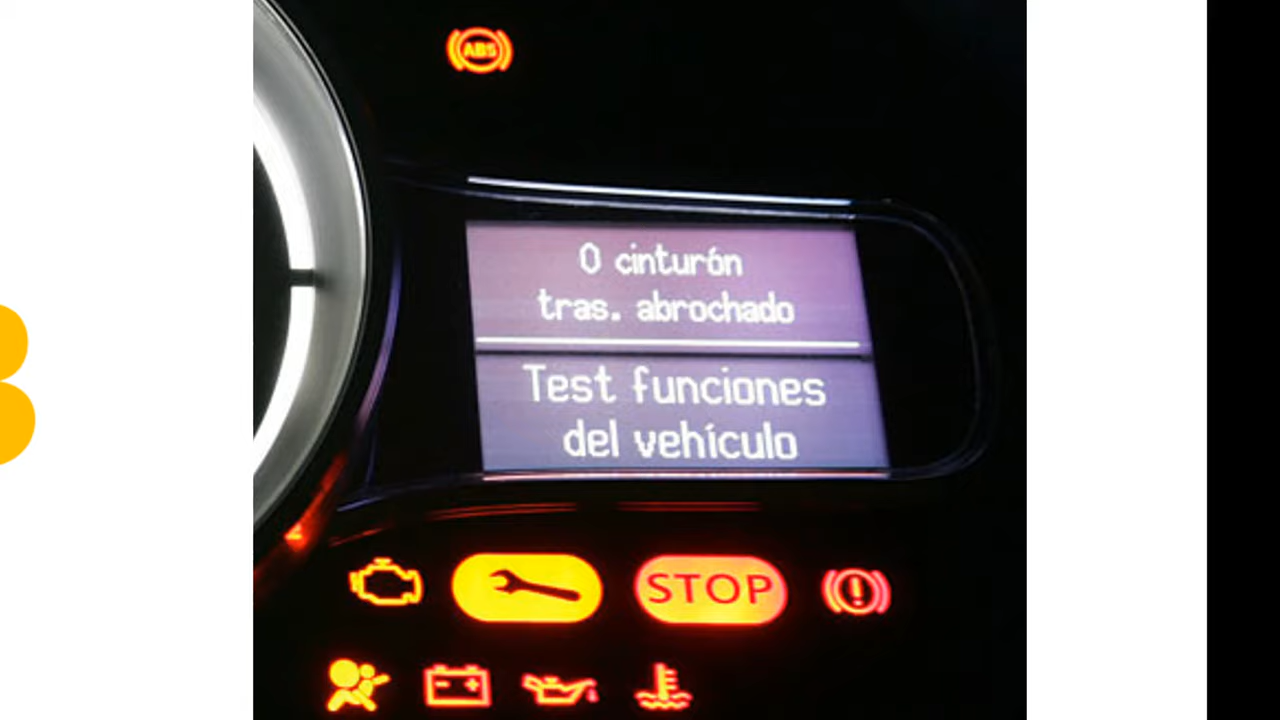 ABS
0 cinturón
tras. abrochado
Test funciones
del vehículo
STOP